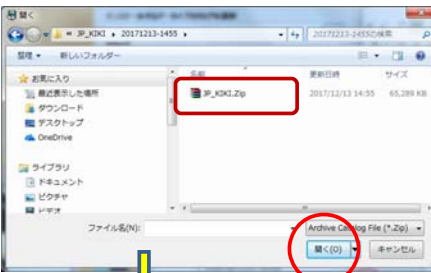 開く
« JP_KIKI ▸ 20171213-1455 ▸
20171213-1455の検索
整理 ▾ 新しいフォルダー
お気に入り
最近表示した場所
ダウンロード
デスクトップ
OneDrive
ライブラリ
ドキュメント
ピクチャ
ビデオ
名前 更新日時 サイズ
JP_KIKI.Zip 2017/12/13 14:55 65,289 KB
ファイル名(N): Archive Catalog File (*.Zip)
開く(O) キャンセル